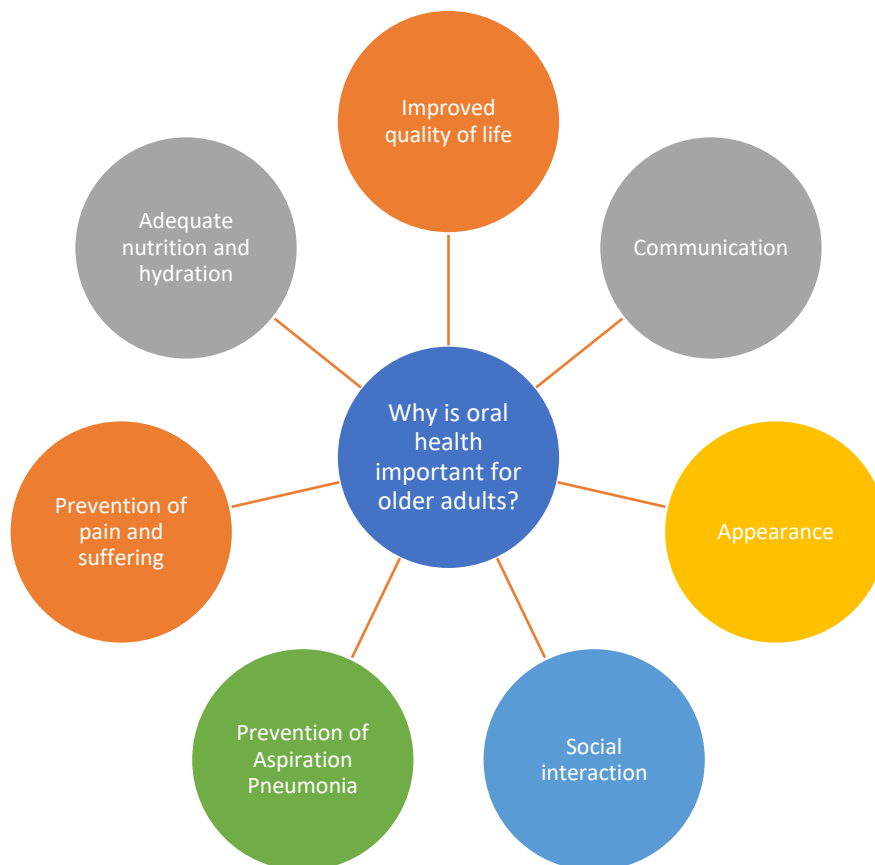 Improved
quality of life
Communication
Adequate
nutrition and
hydration
Why is oral
health
important for
older adults?
Prevention of
pain and
suffering
Appearance
Prevention of
Aspiration
Pneumonia
Social
interaction